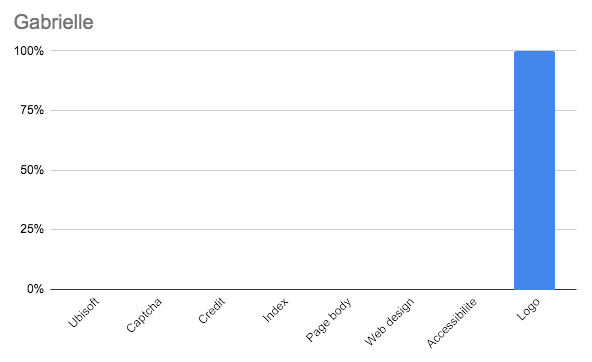 Gabrielle
100%
75%
50%
25%
0%
Ubisoft
Captcha
Credit
Index
Page body
Web design
Accessibilite
Logo